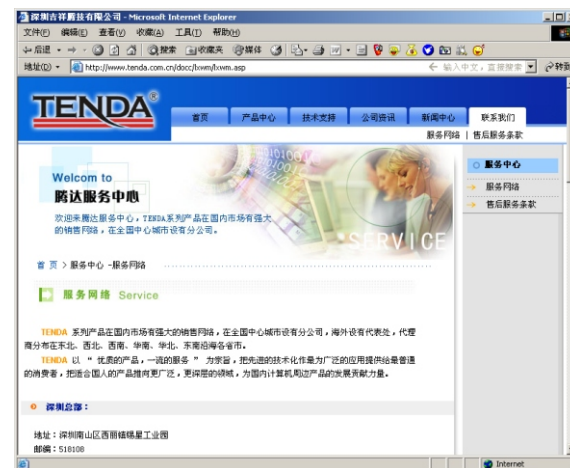 深圳吉祥腾达有限公司 - Microsoft Internet Explorer
文件(F) 编辑(E) 查看(V) 收藏(A) 工具(T) 帮助(H)
后退 搜索 收藏夹 媒体
地址(D) http://www.tenda.com.cn/docc/lxwm/lxwm.asp 输入中文，直接搜索 转到
TENDA®
首页 产品中心 技术支持 公司资讯 新闻中心 联系我们
服务网络 | 售后服务条款
Welcom to
腾达服务中心
欢迎来腾达服务中心，TENDA系列产品在国内市场有强大
的销售网络，在全国中心城市设有分公司。
SERVICE
服务中心
服务网络
售后服务条款
首 页 > 服务中心 -服务网络
服务网络 Service
TENDA 系列产品在国内市场有强大的销售网络，在全国中心城市设有分公司，海外设有代表处，代理
商分布在东北、西北、西南、华南、华北、东南沿海各省市。
TENDA 以 “ 优质的产品，一流的服务 ” 为宗旨，把先进的技术化作最为广泛的应用提供给最普通
的消费者，把适合国人的产品推向更广泛，更深层的领域，为国内计算机周边产品的发展贡献力量。
深圳总部：
地址：深圳南山区西丽镇锡星工业园
邮编：518108
Internet